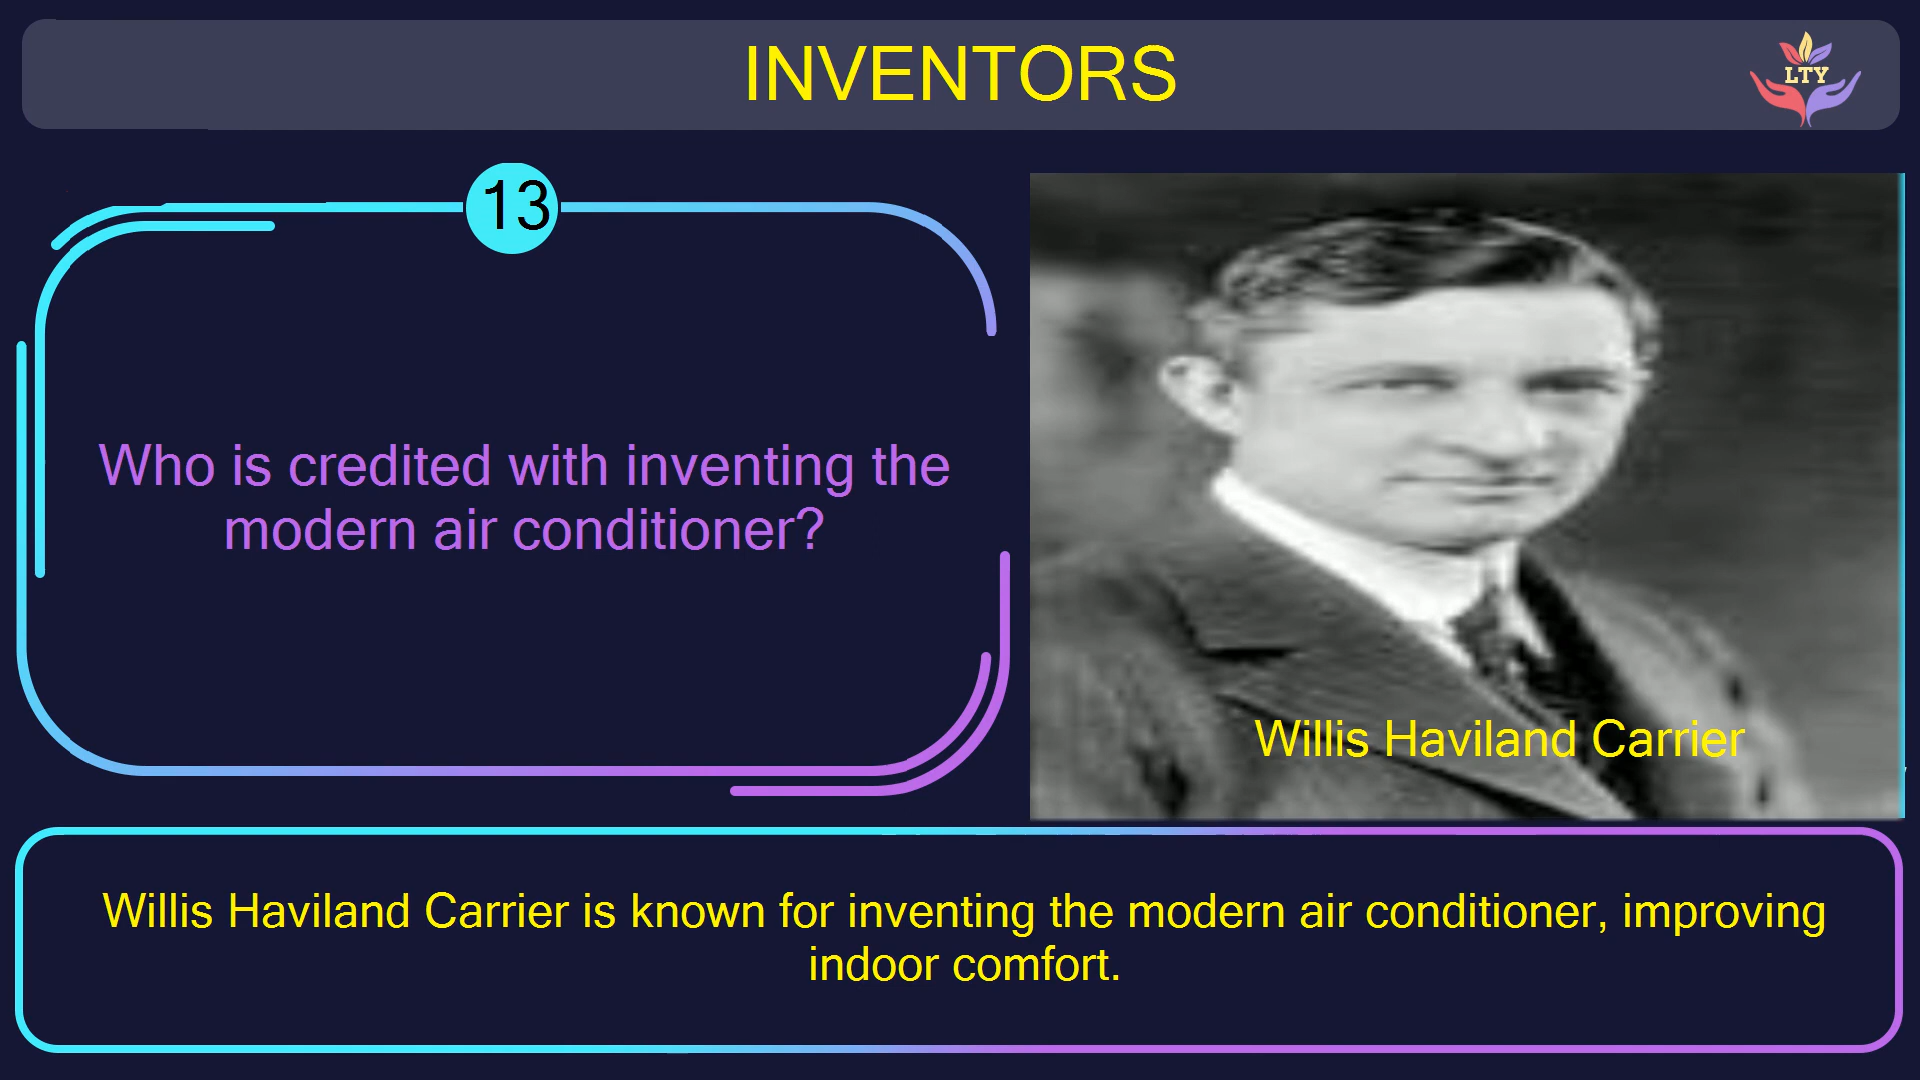 INVENTORS
LTY
13
Who is credited with inventing the
modern air conditioner?
Willis Haviland Carrier
Willis Haviland Carrier is known for inventing the modern air conditioner, improving
indoor comfort.